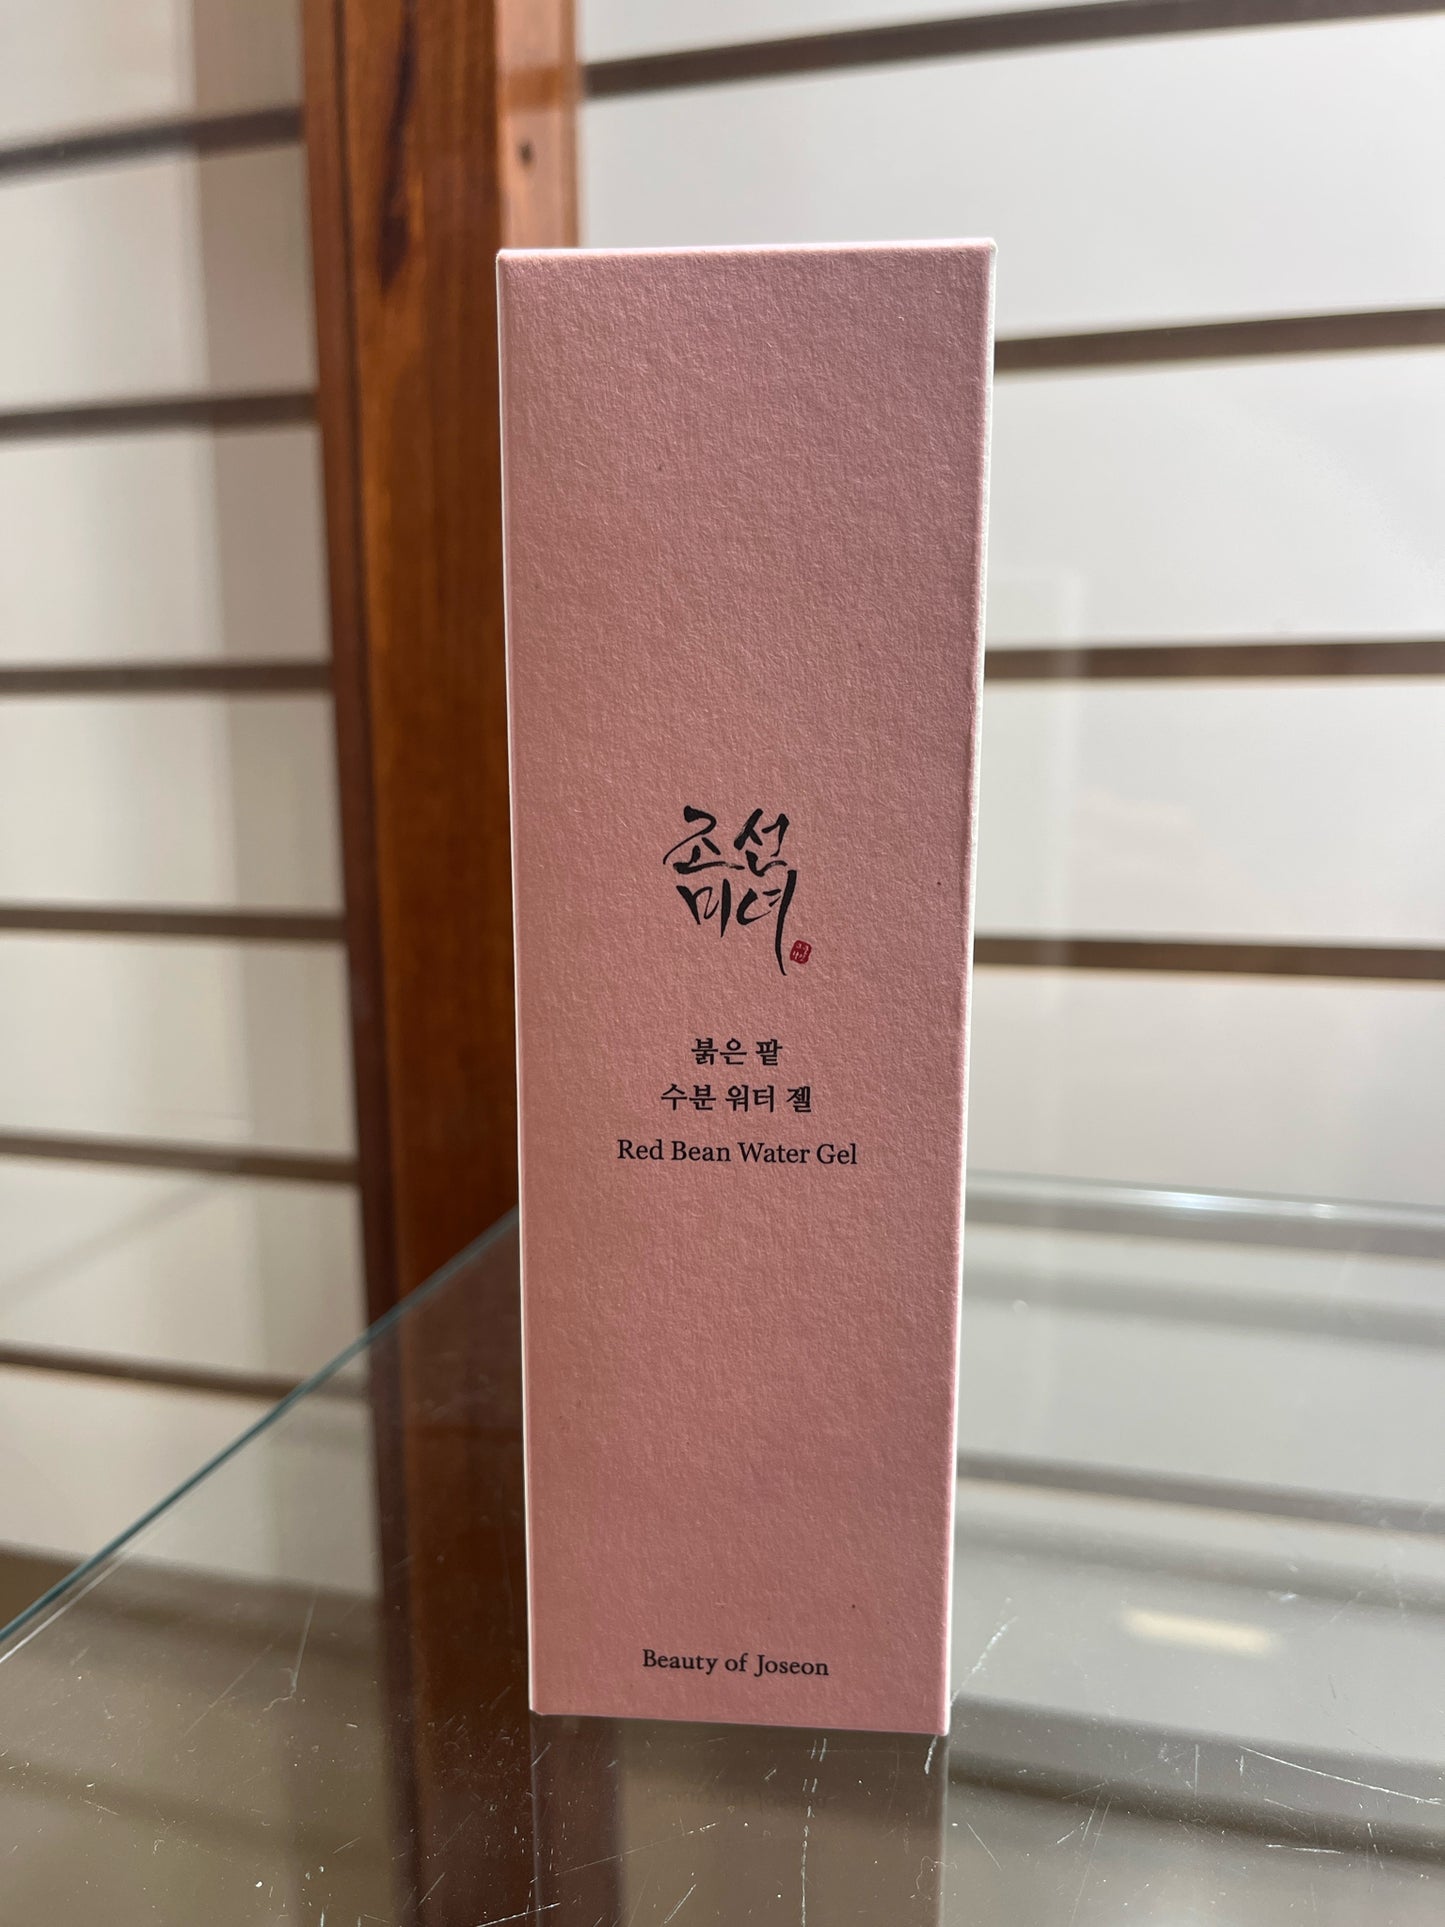 조선
미녀
붉은 팥
수분 워터 젤
Red Bean Water Gel
Beauty of Joseon